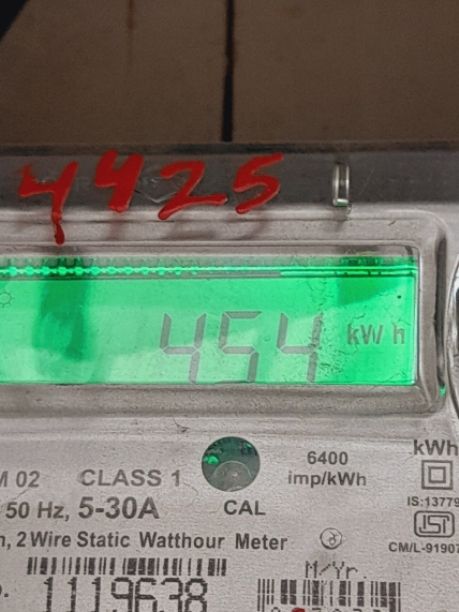 4425
454 kWh
M 02 CLASS 1 6400 imp/kWh kWh
50 Hz, 5-30A CAL IS:13779
2 Wire Static Watthour Meter CM/L-91907
M/Yr.
1119638